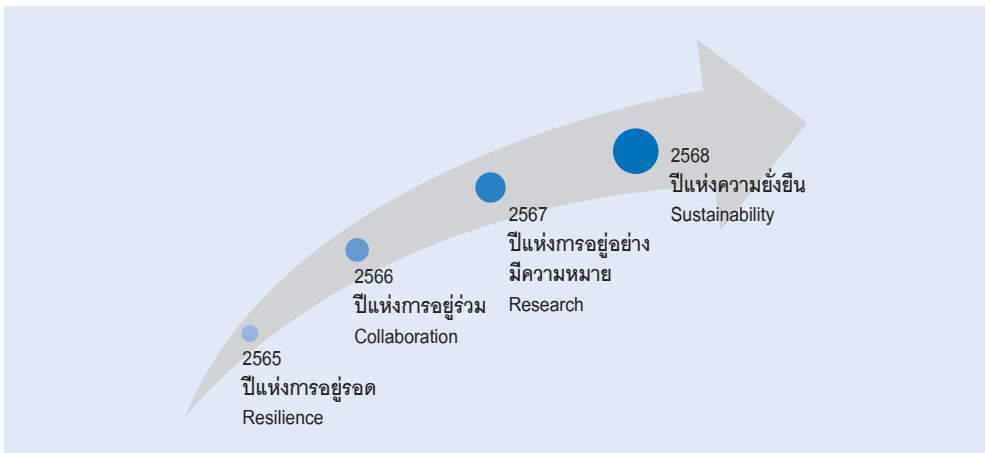 2565
ปีแห่งการอยู่รอด
Resilience
2566
ปีแห่งการอยู่ร่วม
Collaboration
2567
ปีแห่งการอยู่อย่าง
มีความหมาย
Research
2568
ปีแห่งความยั่งยืน
Sustainability